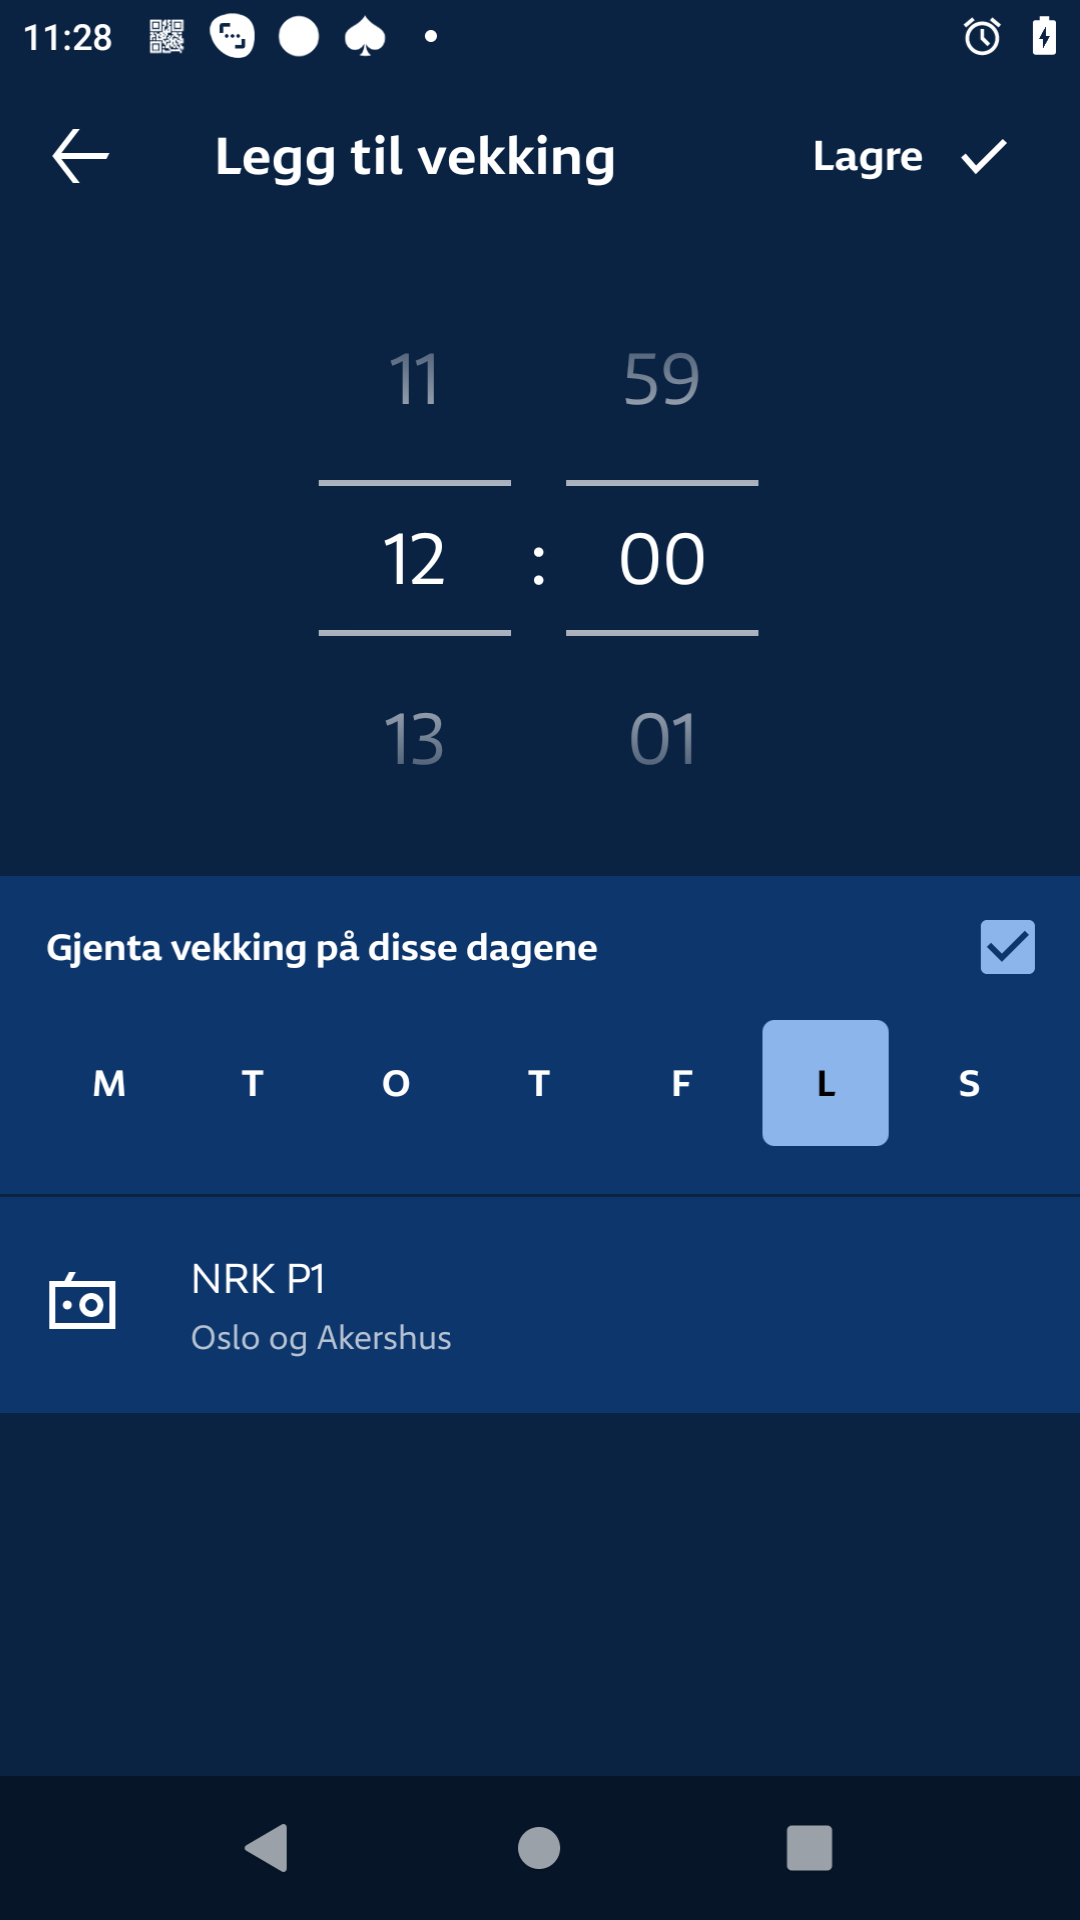 11:28
Legg til vekking Lagre
11 59
12 : 00
13 01
Gjenta vekking på disse dagene
M T O T F L S
NRK P1
Oslo og Akershus